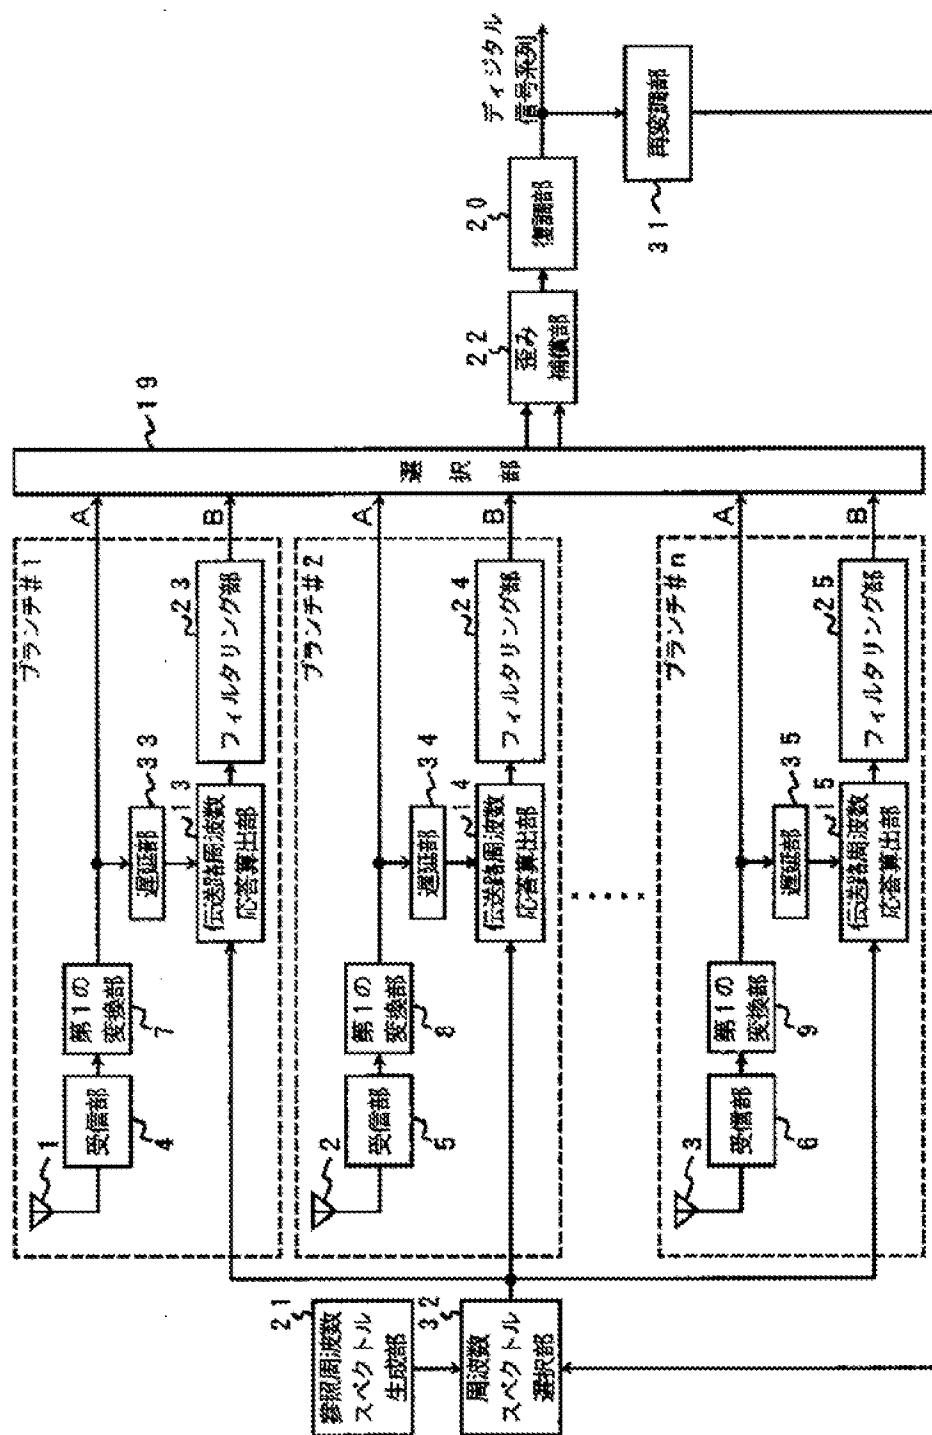 ブランチ#1
1
受信部
4
第1の
変換部
7
遅延部
33
伝送路周波数
応答算出部
13
フィルタリング部
23
A
B
ブランチ#2
2
受信部
5
第1の
変換部
8
遅延部
34
伝送路周波数
応答算出部
14
フィルタリング部
24
A
B
ブランチ#n
3
受信部
6
第1の
変換部
9
遅延部
35
伝送路周波数
応答算出部
15
フィルタリング部
25
A
B
参照周波数
スペクトル
生成部
21
周波数
スペクトル
選択部
32
選択部
19
歪み
補償部
22
復調部
20
ディジタル
信号系列
再変調部
31